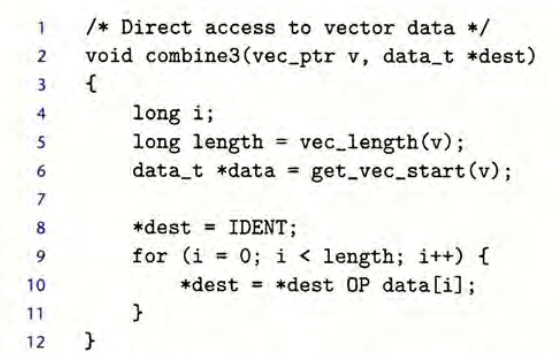 1 /* Direct access to vector data */
2 void combine3(vec_ptr v, data_t *dest)
3 {
4     long i;
5     long length = vec_length(v);
6     data_t *data = get_vec_start(v);
7
8     *dest = IDENT;
9     for (i = 0; i < length; i++) {
10         *dest = *dest OP data[i];
11     }
12 }